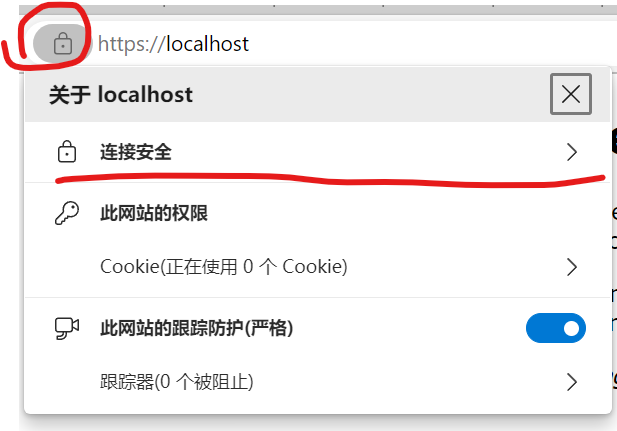 https://localhost
关于 localhost
连接安全
此网站的权限
Cookie(正在使用 0 个 Cookie)
此网站的跟踪防护(严格)
跟踪器(0 个被阻止)